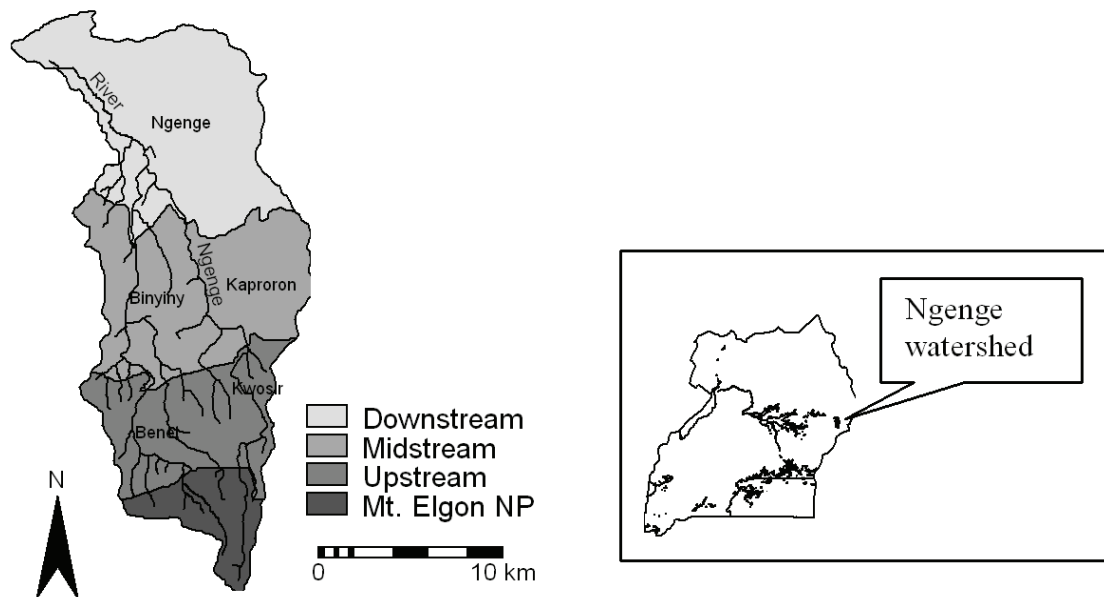 River
Ngenge
Ngenge
Kaproron
Binyiny
Kwosir
Benet
Downstream
Midstream
Upstream
Mt. Elgon NP
N
0 10 km
Ngenge
watershed